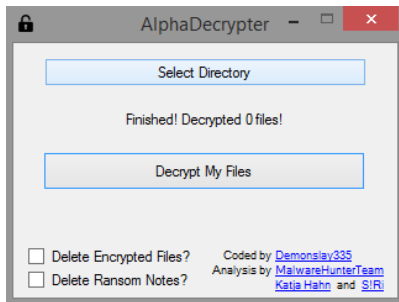 AlphaDecrypter
Select Directory
Finished! Decrypted 0 files!
Decrypt My Files
Delete Encrypted Files?
Delete Ransom Notes?
Coded by Demonslay335
Analysis by MalwareHunterTeam
Katja Hahn and S!Ri